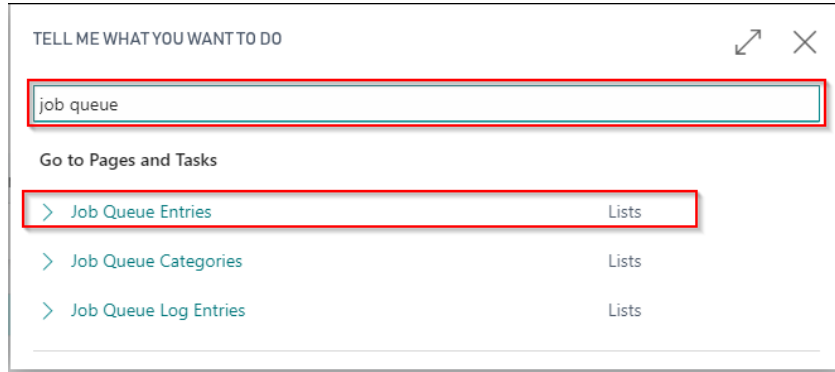 TELL ME WHAT YOU WANT TO DO
job queue
Go to Pages and Tasks
Job Queue Entries Lists
Job Queue Categories Lists
Job Queue Log Entries Lists